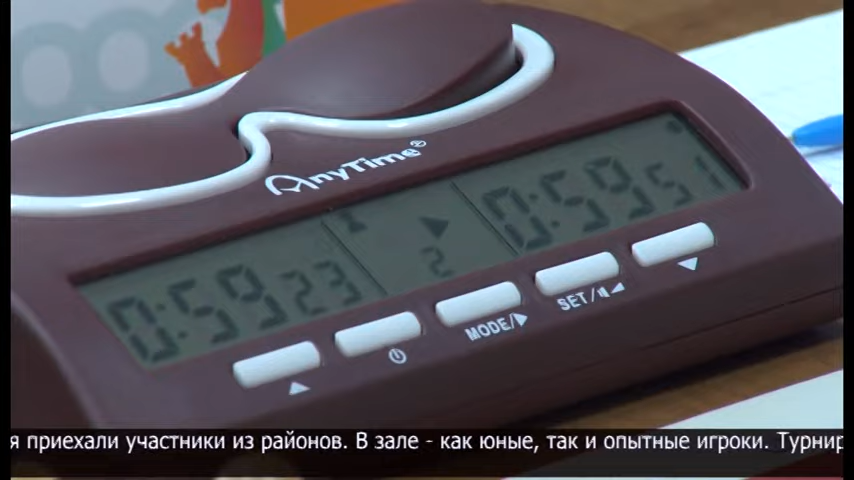 AnyTime®
0:59 23
1
2
0:59 51
MODE/
SET/
я приехали участники из районов. В зале - как юные, так и опытные игроки. Турнир